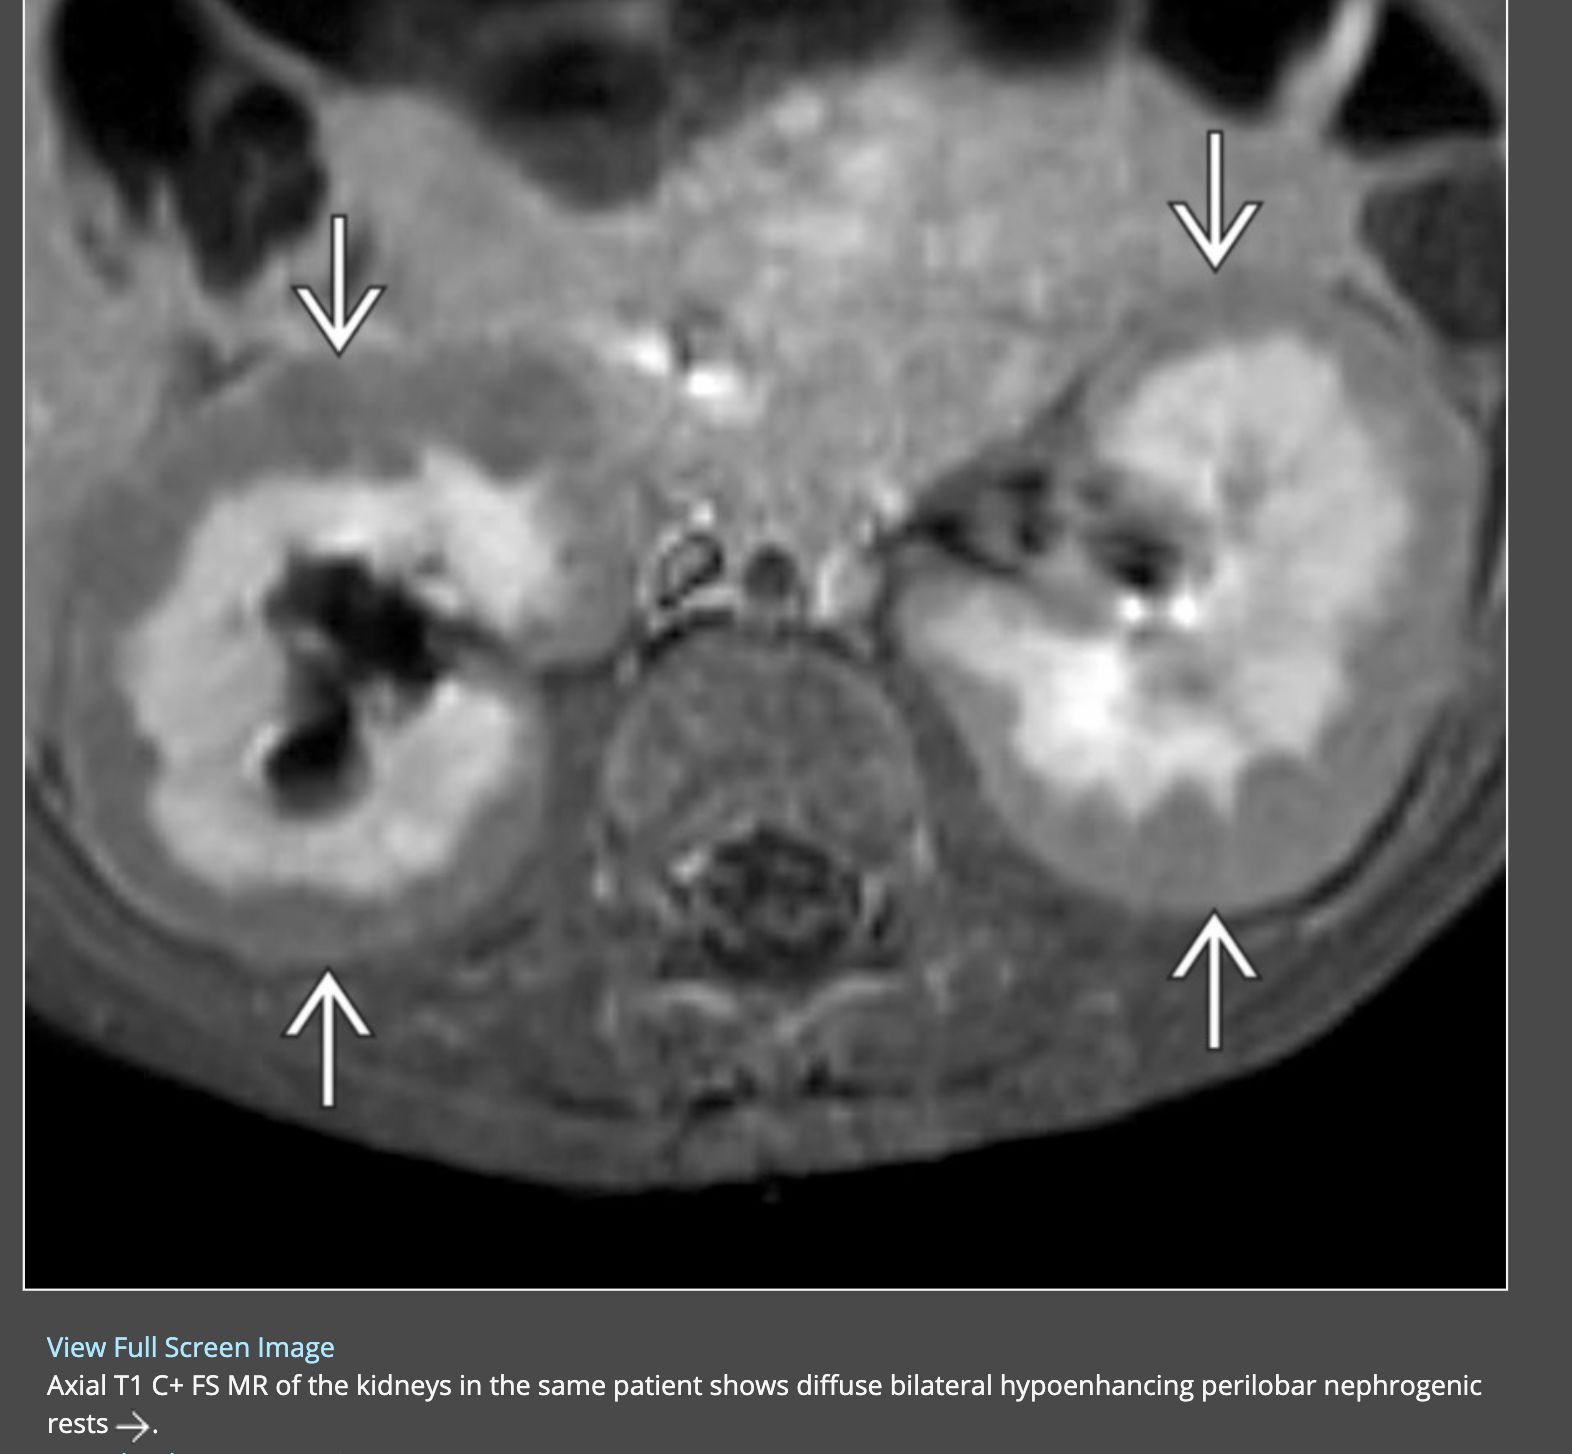 View Full Screen Image
Axial T1 C+ FS MR of the kidneys in the same patient shows diffuse bilateral hypoenhancing perilobar nephrogenic
rests →.